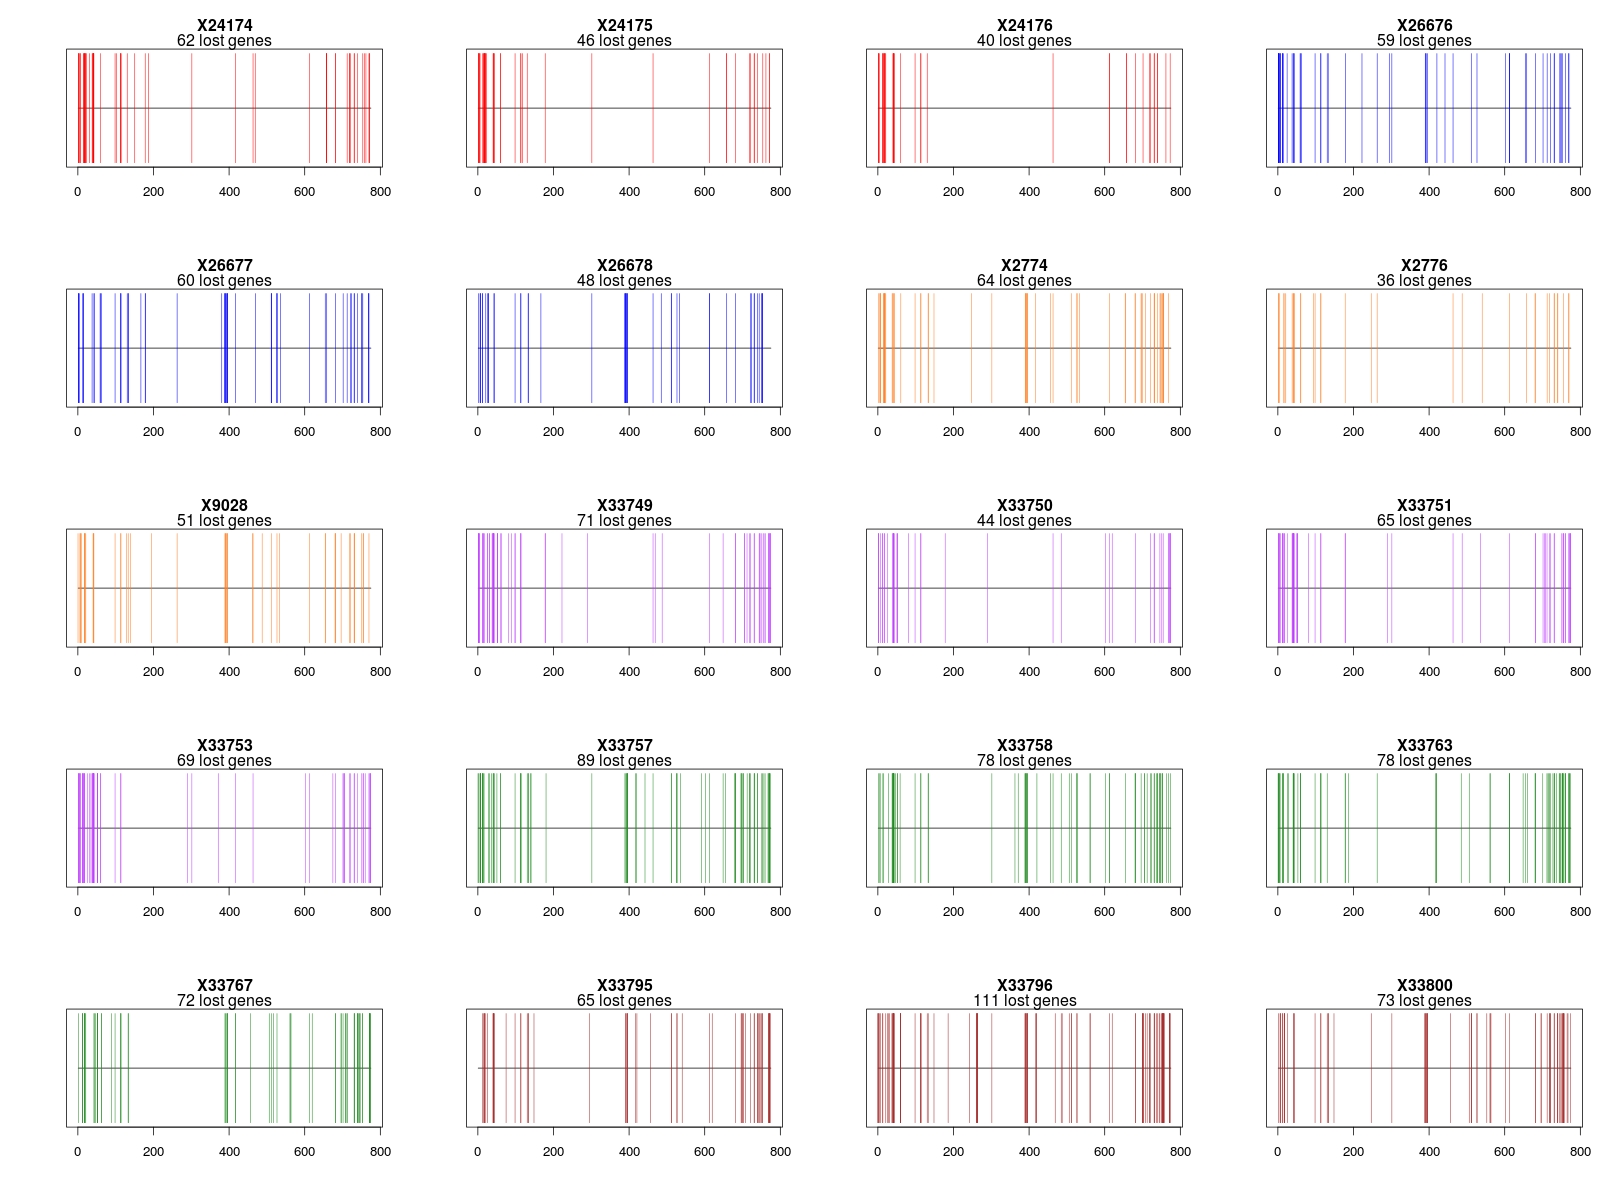 X24174 X24175 X24176 X26676
62 lost genes 46 lost genes 40 lost genes 59 lost genes
0 200 400 600 800 0 200 400 600 800 0 200 400 600 800 0 200 400 600 800
X26677 X26678 X2774 X2776
60 lost genes 48 lost genes 64 lost genes 36 lost genes
0 200 400 600 800 0 200 400 600 800 0 200 400 600 800 0 200 400 600 800
X9028 X33749 X33750 X33751
51 lost genes 71 lost genes 44 lost genes 65 lost genes
0 200 400 600 800 0 200 400 600 800 0 200 400 600 800 0 200 400 600 800
X33753 X33757 X33758 X33763
69 lost genes 89 lost genes 78 lost genes 78 lost genes
0 200 400 600 800 0 200 400 600 800 0 200 400 600 800 0 200 400 600 800
X33767 X33795 X33796 X33800
72 lost genes 65 lost genes 111 lost genes 73 lost genes
0 200 400 600 800 0 200 400 600 800 0 200 400 600 800 0 200 400 600 800